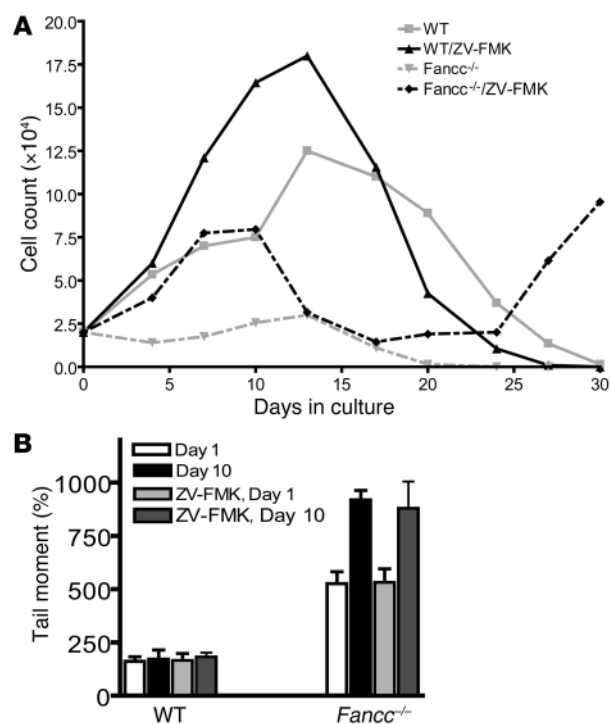 A
WT
WT/ZV-FMK
Fancc⁻/⁻
Fancc⁻/⁻/ZV-FMK
20.0
17.5
15.0
12.5
10.0
7.5
5.0
2.5
0.0
Cell count (×10⁴)
0 5 10 15 20 25 30
Days in culture
B
Day 1
Day 10
ZV-FMK, Day 1
ZV-FMK, Day 10
1000
750
500
250
0
Tail moment (%)
WT Fancc⁻/⁻